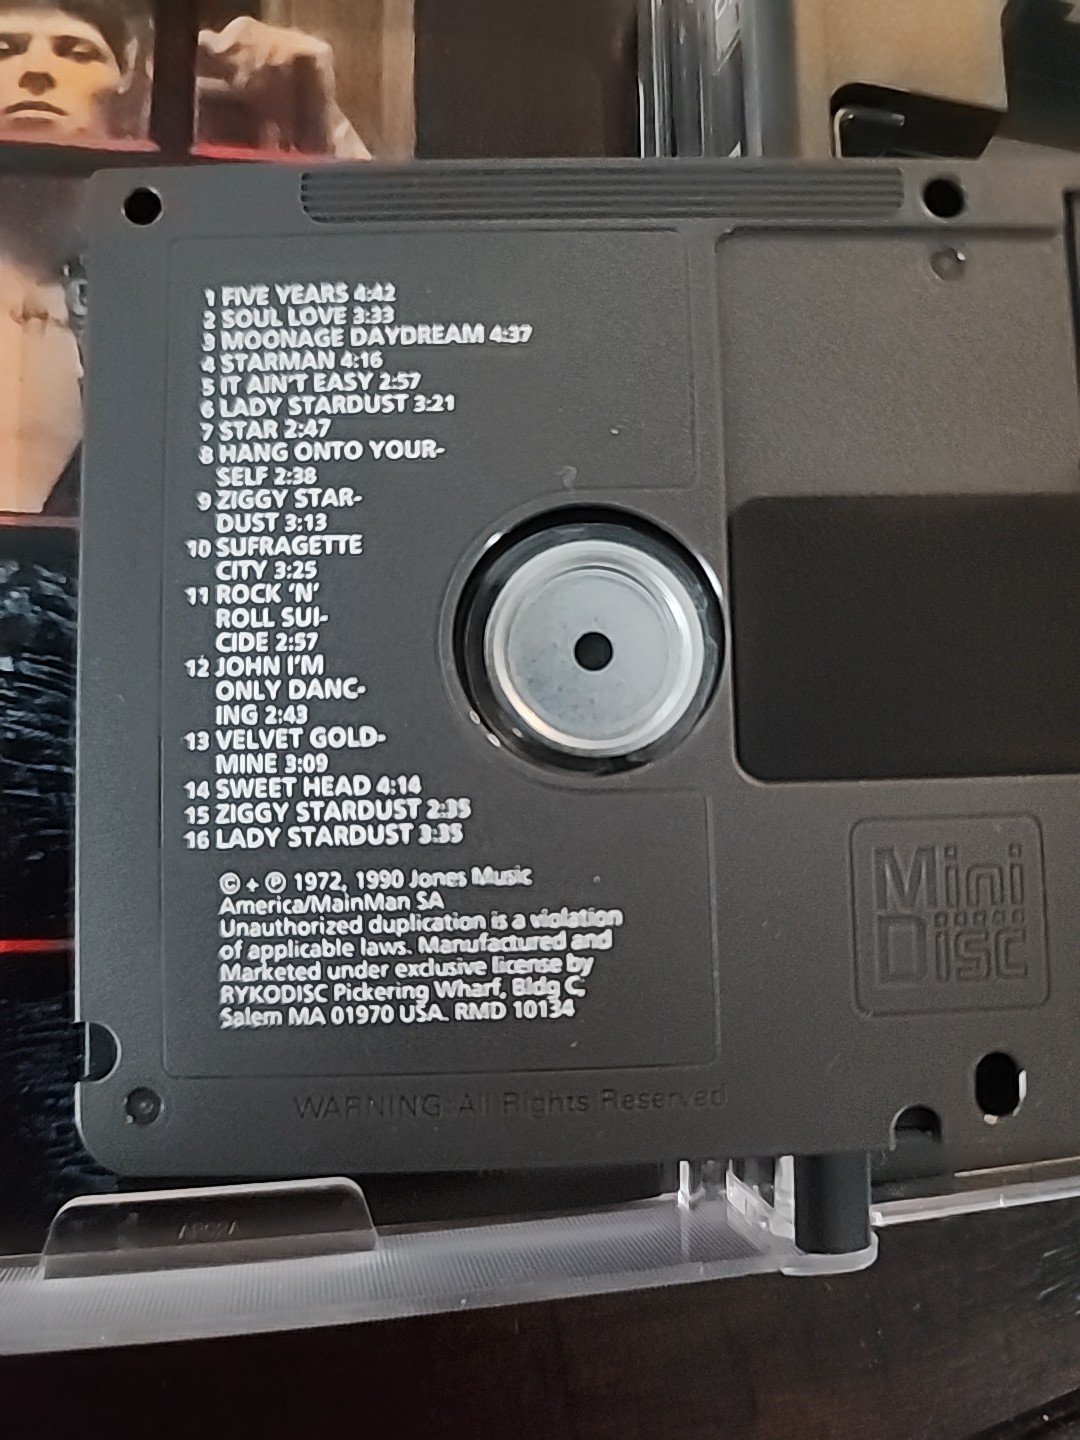 1 FIVE YEARS 4:42
2 SOUL LOVE 3:33
3 MOONAGE DAYDREAM 4:37
4 STARMAN 4:16
5 IT AIN'T EASY 2:57
6 LADY STARDUST 3:21
7 STAR 2:47
8 HANG ONTO YOUR-
SELF 2:38
9 ZIGGY STAR-
DUST 3:13
10 SUFRAGETTE
CITY 3:25
11 ROCK 'N'
ROLL SUI-
CIDE 2:57
12 JOHN I'M
ONLY DANC-
ING 2:43
13 VELVET GOLD-
MINE 3:09
14 SWEET HEAD 4:14
15 ZIGGY STARDUST 2:35
16 LADY STARDUST 3:35
© + ℗ 1972, 1990 Jones Music
America/MainMan SA
Unauthorized duplication is a violation
of applicable laws. Manufactured and
Marketed under exclusive license by
RYKODISC Pickering Wharf, Bldg C,
Salem MA 01970 USA. RMD 10134
WARNING: All Rights Reserved
Mini
Disc